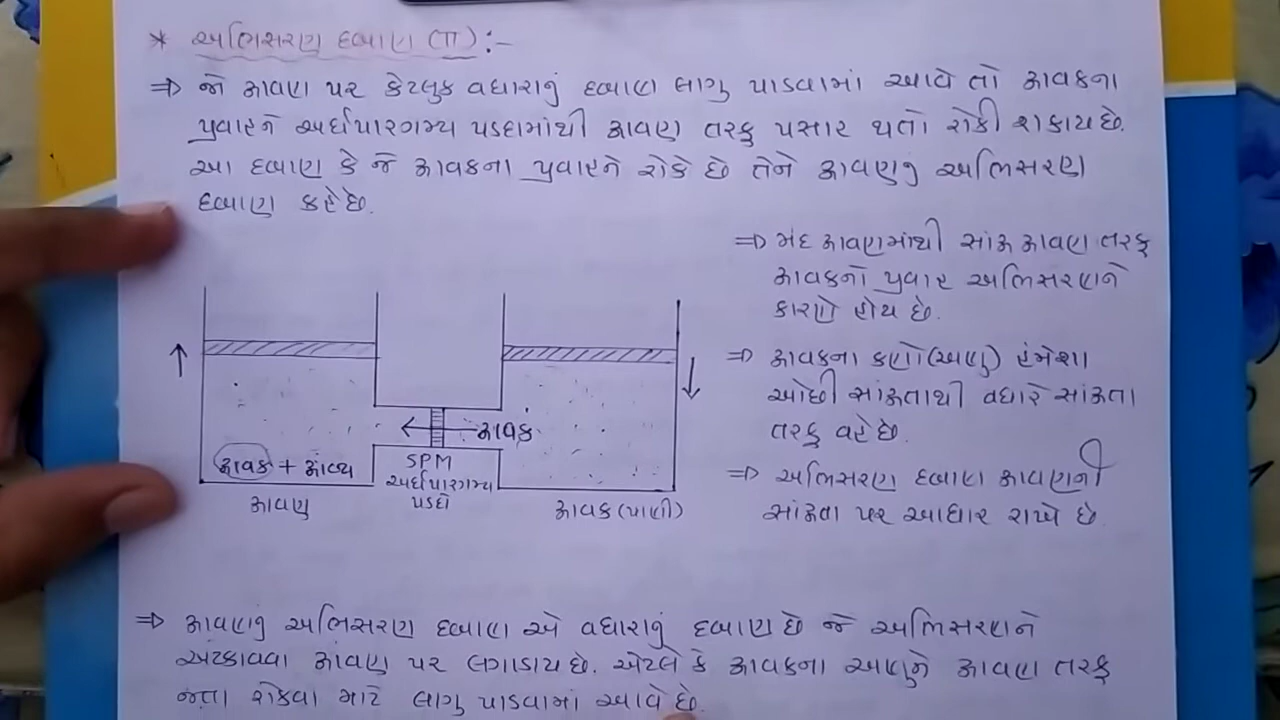 * અભિસરણ દબાણ (π) :-
⇒ જો દ્રાવણ પર કેટલુક વધારાનું દબાણ લાગુ પાડવામાં આવે તો દ્રાવકના
પ્રવાહને અર્ધપારગમ્ય પડદામાંથી દ્રાવણ તરફ પસાર થતો રોકી શકાય છે.
આ દબાણ કે જે દ્રાવકના પ્રવાહને રોકે છે તેને દ્રાવણનુ અભિસરણ
દબાણ કહે છે.
⇒ મંદ દ્રાવણમાંથી સાંદ્ર દ્રાવણ તરફ
દ્રાવકનો પ્રવાહ અભિસરણને
કારણે હોય છે.
⇒ દ્રાવકના કણો(અણુ) હંમેશા
ઓછી સાંદ્રતાથી વધારે સાંદ્રતા
તરફ વહે છે.
⇒ અભિસરણ દબાણ દ્રાવણની
સાંદ્રતા પર આધાર રાખે છે
દ્રાવક
દ્રાવક + દ્રાવ્ય
SPM
અર્ધપારગમ્ય
પડદો
દ્રાવણ
દ્રાવક (પાણી)
⇒ દ્રાવણનું અભિસરણ દબાણ એ વધારાનું દબાણ છે જે અભિસરણને
અટકાવવા દ્રાવણ પર લગાડાય છે. એટલે કે દ્રાવકના અણુને દ્રાવણ તરફ
જતા રોકવા માટે લાગુ પાડવામાં આવે છે.